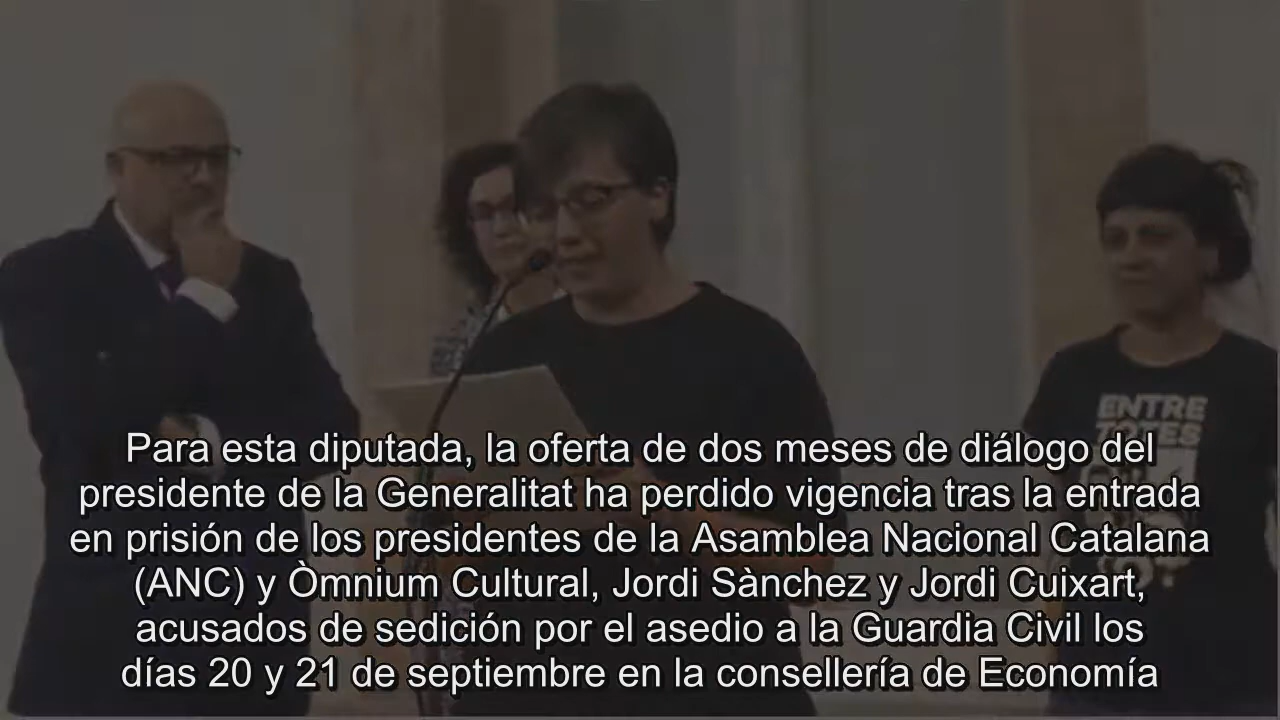 ENTRE
TOTES
Para esta diputada, la oferta de dos meses de diálogo del
presidente de la Generalitat ha perdido vigencia tras la entrada
en prisión de los presidentes de la Asamblea Nacional Catalana
(ANC) y Òmnium Cultural, Jordi Sànchez y Jordi Cuixart,
acusados de sedición por el asedio a la Guardia Civil los
días 20 y 21 de septiembre en la consellería de Economía